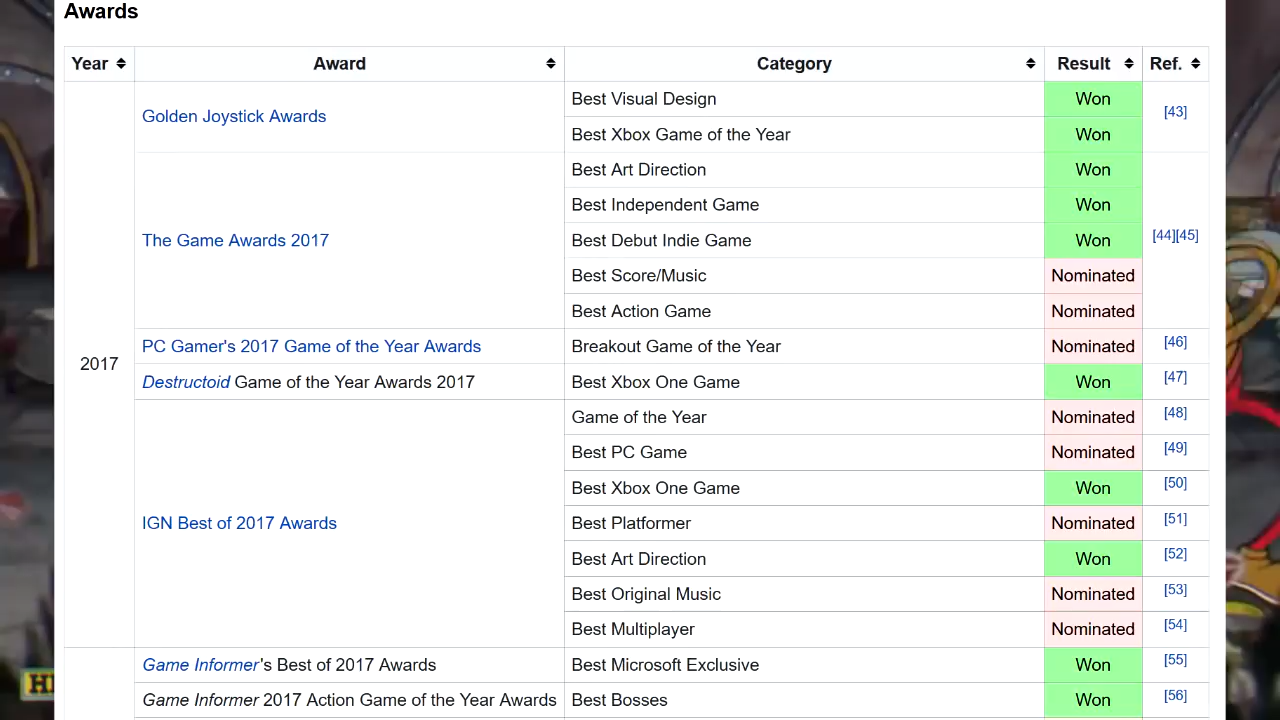 Awards
Year Award Category Result Ref.
Best Visual Design Won
Golden Joystick Awards [43]
Best Xbox Game of the Year Won
Best Art Direction Won
Best Independent Game Won
The Game Awards 2017 Best Debut Indie Game Won [44][45]
Best Score/Music Nominated
Best Action Game Nominated
PC Gamer's 2017 Game of the Year Awards Breakout Game of the Year Nominated [46]
2017
Destructoid Game of the Year Awards 2017 Best Xbox One Game Won [47]
Game of the Year Nominated [48]
Best PC Game Nominated [49]
Best Xbox One Game Won [50]
IGN Best of 2017 Awards Best Platformer Nominated [51]
Best Art Direction Won [52]
Best Original Music Nominated [53]
Best Multiplayer Nominated [54]
Game Informer's Best of 2017 Awards Best Microsoft Exclusive Won [55]
Game Informer 2017 Action Game of the Year Awards Best Bosses Won [56]